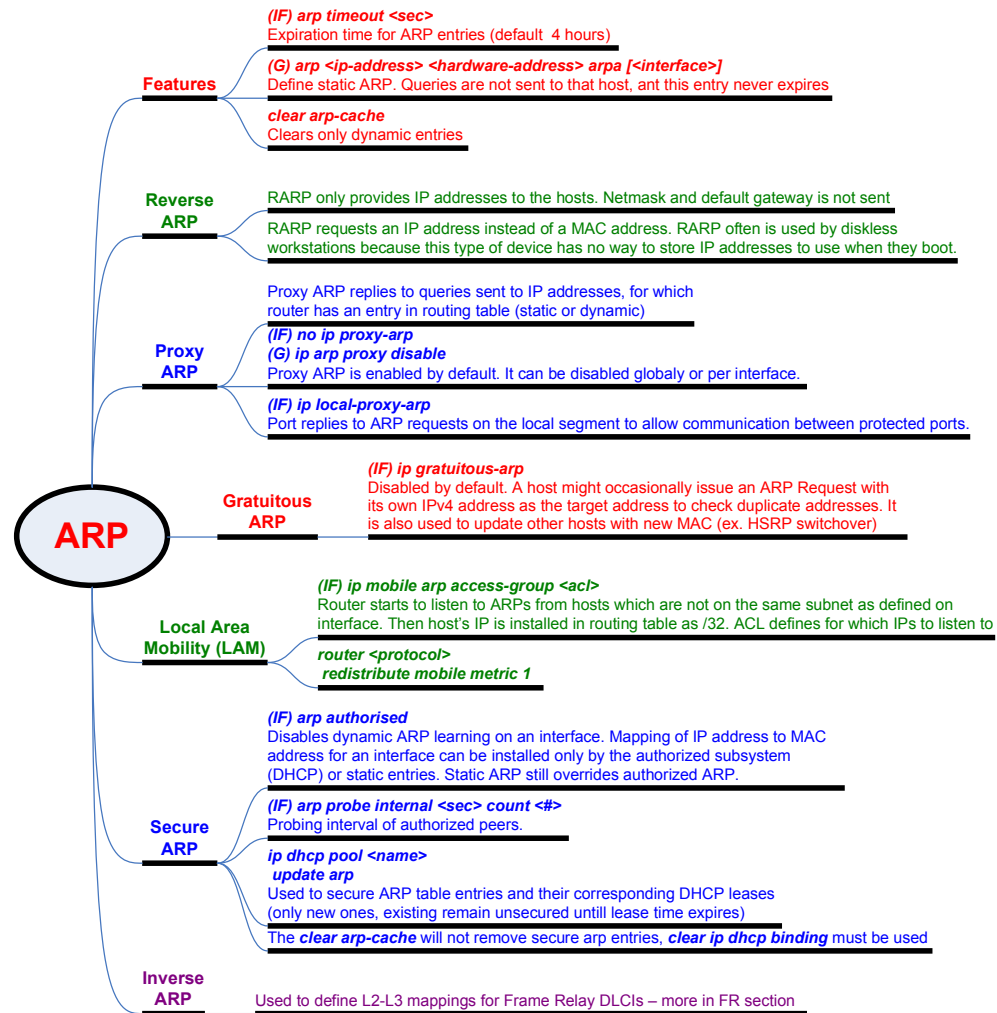 (IF) arp timeout <sec>
Expiration time for ARP entries (default 4 hours)
(G) arp <ip-address> <hardware-address> arpa [<interface>]
Features
Define static ARP. Queries are not sent to that host, ant this entry never expires
clear arp-cache
Clears only dynamic entries
Reverse
ARP
RARP only provides IP addresses to the hosts. Netmask and default gateway is not sent
RARP requests an IP address instead of a MAC address. RARP often is used by diskless
workstations because this type of device has no way to store IP addresses to use when they boot.
Proxy ARP replies to queries sent to IP addresses, for which
router has an entry in routing table (static or dynamic)
(IF) no ip proxy-arp
(G) ip arp proxy disable
Proxy
ARP
Proxy ARP is enabled by default. It can be disabled globaly or per interface.
(IF) ip local-proxy-arp
Port replies to ARP requests on the local segment to allow communication between protected ports.
(IF) ip gratuitous-arp
Gratuitous
ARP
Disabled by default. A host might occasionally issue an ARP Request with
its own IPv4 address as the target address to check duplicate addresses. It
is also used to update other hosts with new MAC (ex. HSRP switchover)
ARP
(IF) ip mobile arp access-group <acl>
Router starts to listen to ARPs from hosts which are not on the same subnet as defined on
interface. Then host's IP is installed in routing table as /32. ACL defines for which IPs to listen to
Local Area
Mobility (LAM)
router <protocol>
redistribute mobile metric 1
(IF) arp authorised
Disables dynamic ARP learning on an interface. Mapping of IP address to MAC
address for an interface can be installed only by the authorized subsystem
(DHCP) or static entries. Static ARP still overrides authorized ARP.
(IF) arp probe internal <sec> count <#>
Probing interval of authorized peers.
Secure
ARP
ip dhcp pool <name>
update arp
Used to secure ARP table entries and their corresponding DHCP leases
(only new ones, existing remain unsecured untill lease time expires)
The clear arp-cache will not remove secure arp entries, clear ip dhcp binding must be used
Inverse
ARP
Used to define L2-L3 mappings for Frame Relay DLCIs – more in FR section